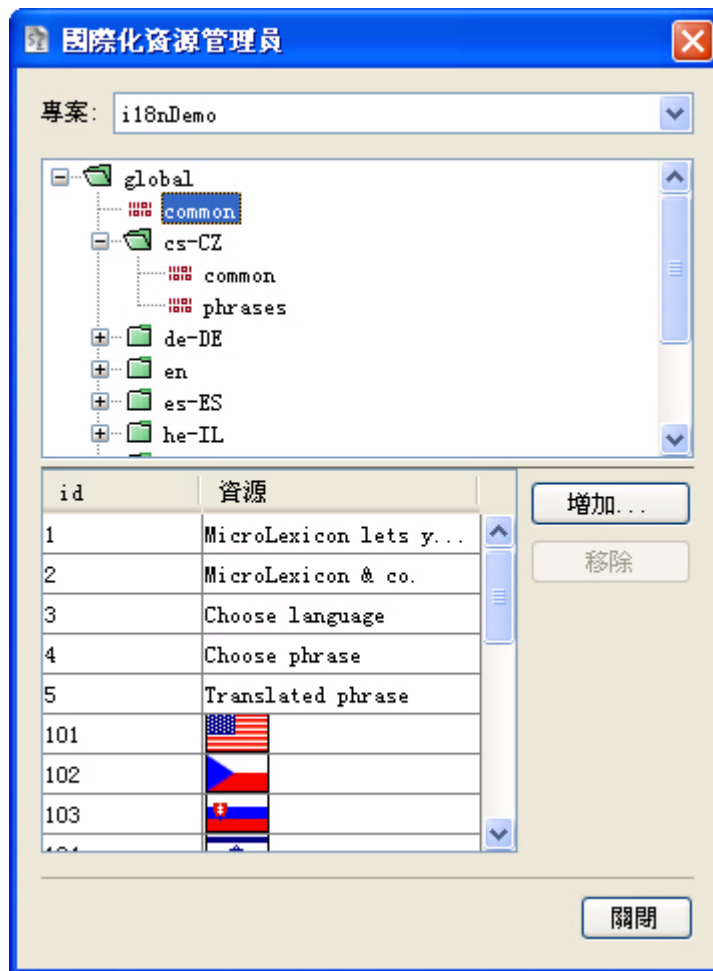 國際化資源管理員
專案: i18nDemo
global
common
cs-CZ
common
phrases
de-DE
en
es-ES
he-IL
id 資源
1 MicroLexicon lets y...
2 MicroLexicon & co.
3 Choose language
4 Choose phrase
5 Translated phrase
101
102
103
增加...
移除
關閉